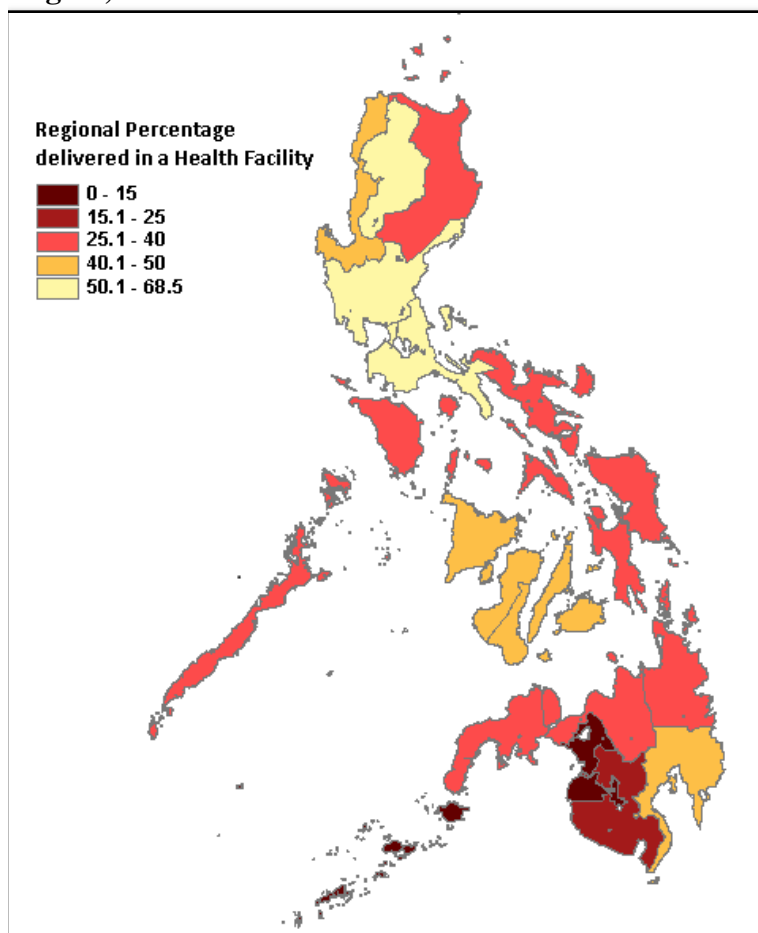 Regional Percentage
delivered in a Health Facility
0 - 15
15.1 - 25
25.1 - 40
40.1 - 50
50.1 - 68.5